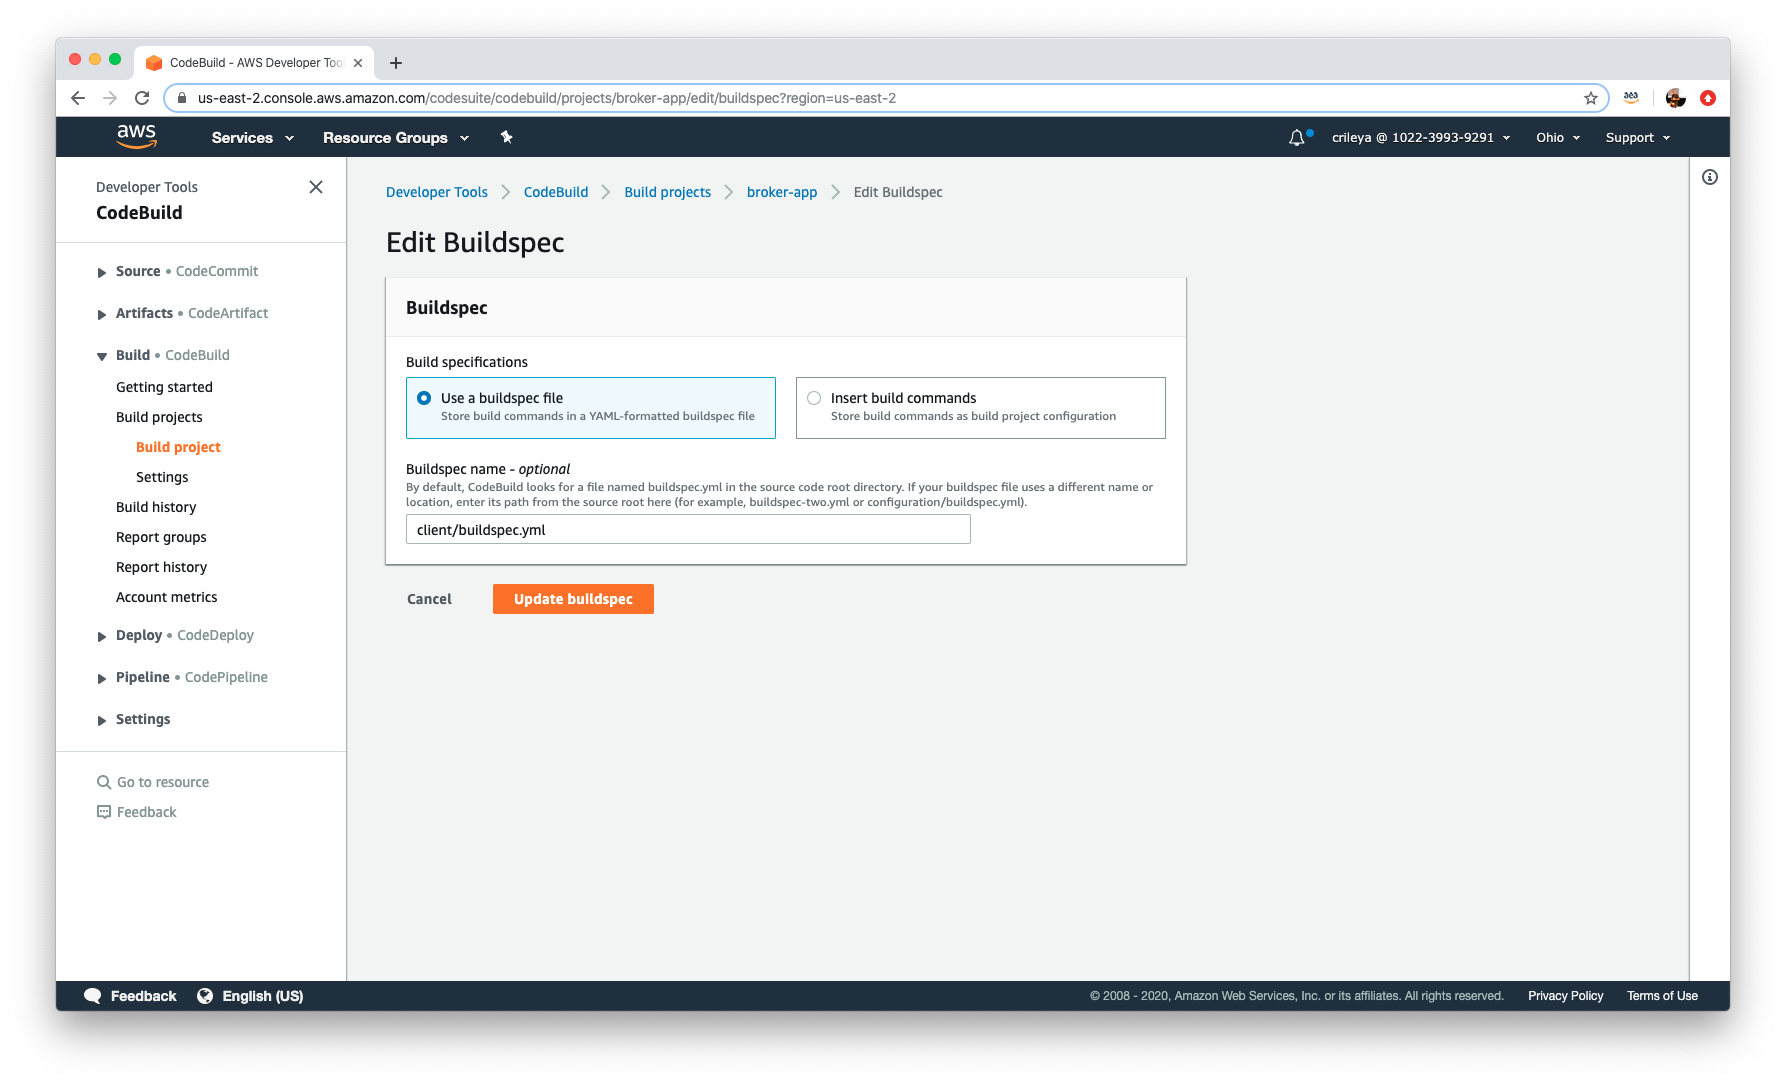 CodeBuild - AWS Developer Too
us-east-2.console.aws.amazon.com/codesuite/codebuild/projects/broker-app/edit/buildspec?region=us-east-2
aws
Services
Resource Groups
crileya @ 1022-3993-9291
Ohio
Support
Developer Tools
CodeBuild
Source • CodeCommit
Artifacts • CodeArtifact
Build • CodeBuild
Getting started
Build projects
Build project
Settings
Build history
Report groups
Report history
Account metrics
Deploy • CodeDeploy
Pipeline • CodePipeline
Settings
Go to resource
Feedback
Developer Tools
CodeBuild
Build projects
broker-app
Edit Buildspec
Edit Buildspec
Buildspec
Build specifications
Use a buildspec file
Store build commands in a YAML-formatted buildspec file
Insert build commands
Store build commands as build project configuration
Buildspec name - optional
By default, CodeBuild looks for a file named buildspec.yml in the source code root directory. If your buildspec file uses a different name or
location, enter its path from the source root here (for example, buildspec-two.yml or configuration/buildspec.yml).
client/buildspec.yml
Cancel
Update buildspec
Feedback
English (US)
© 2008 - 2020, Amazon Web Services, Inc. or its affiliates. All rights reserved.
Privacy Policy
Terms of Use